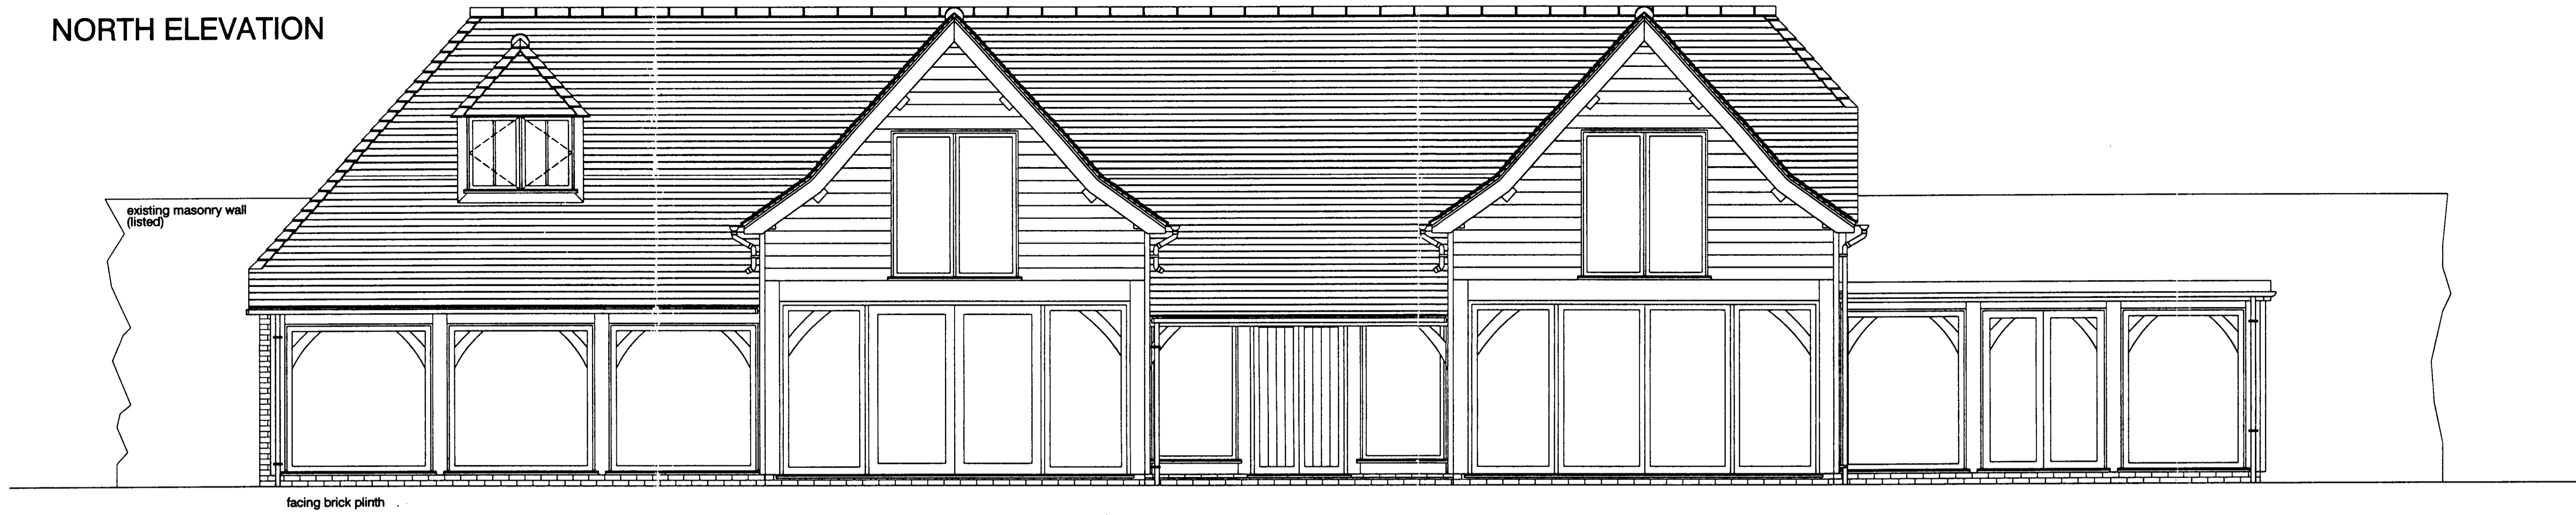 NORTH ELEVATION
existing masonry wall
(listed)
facing brick plinth